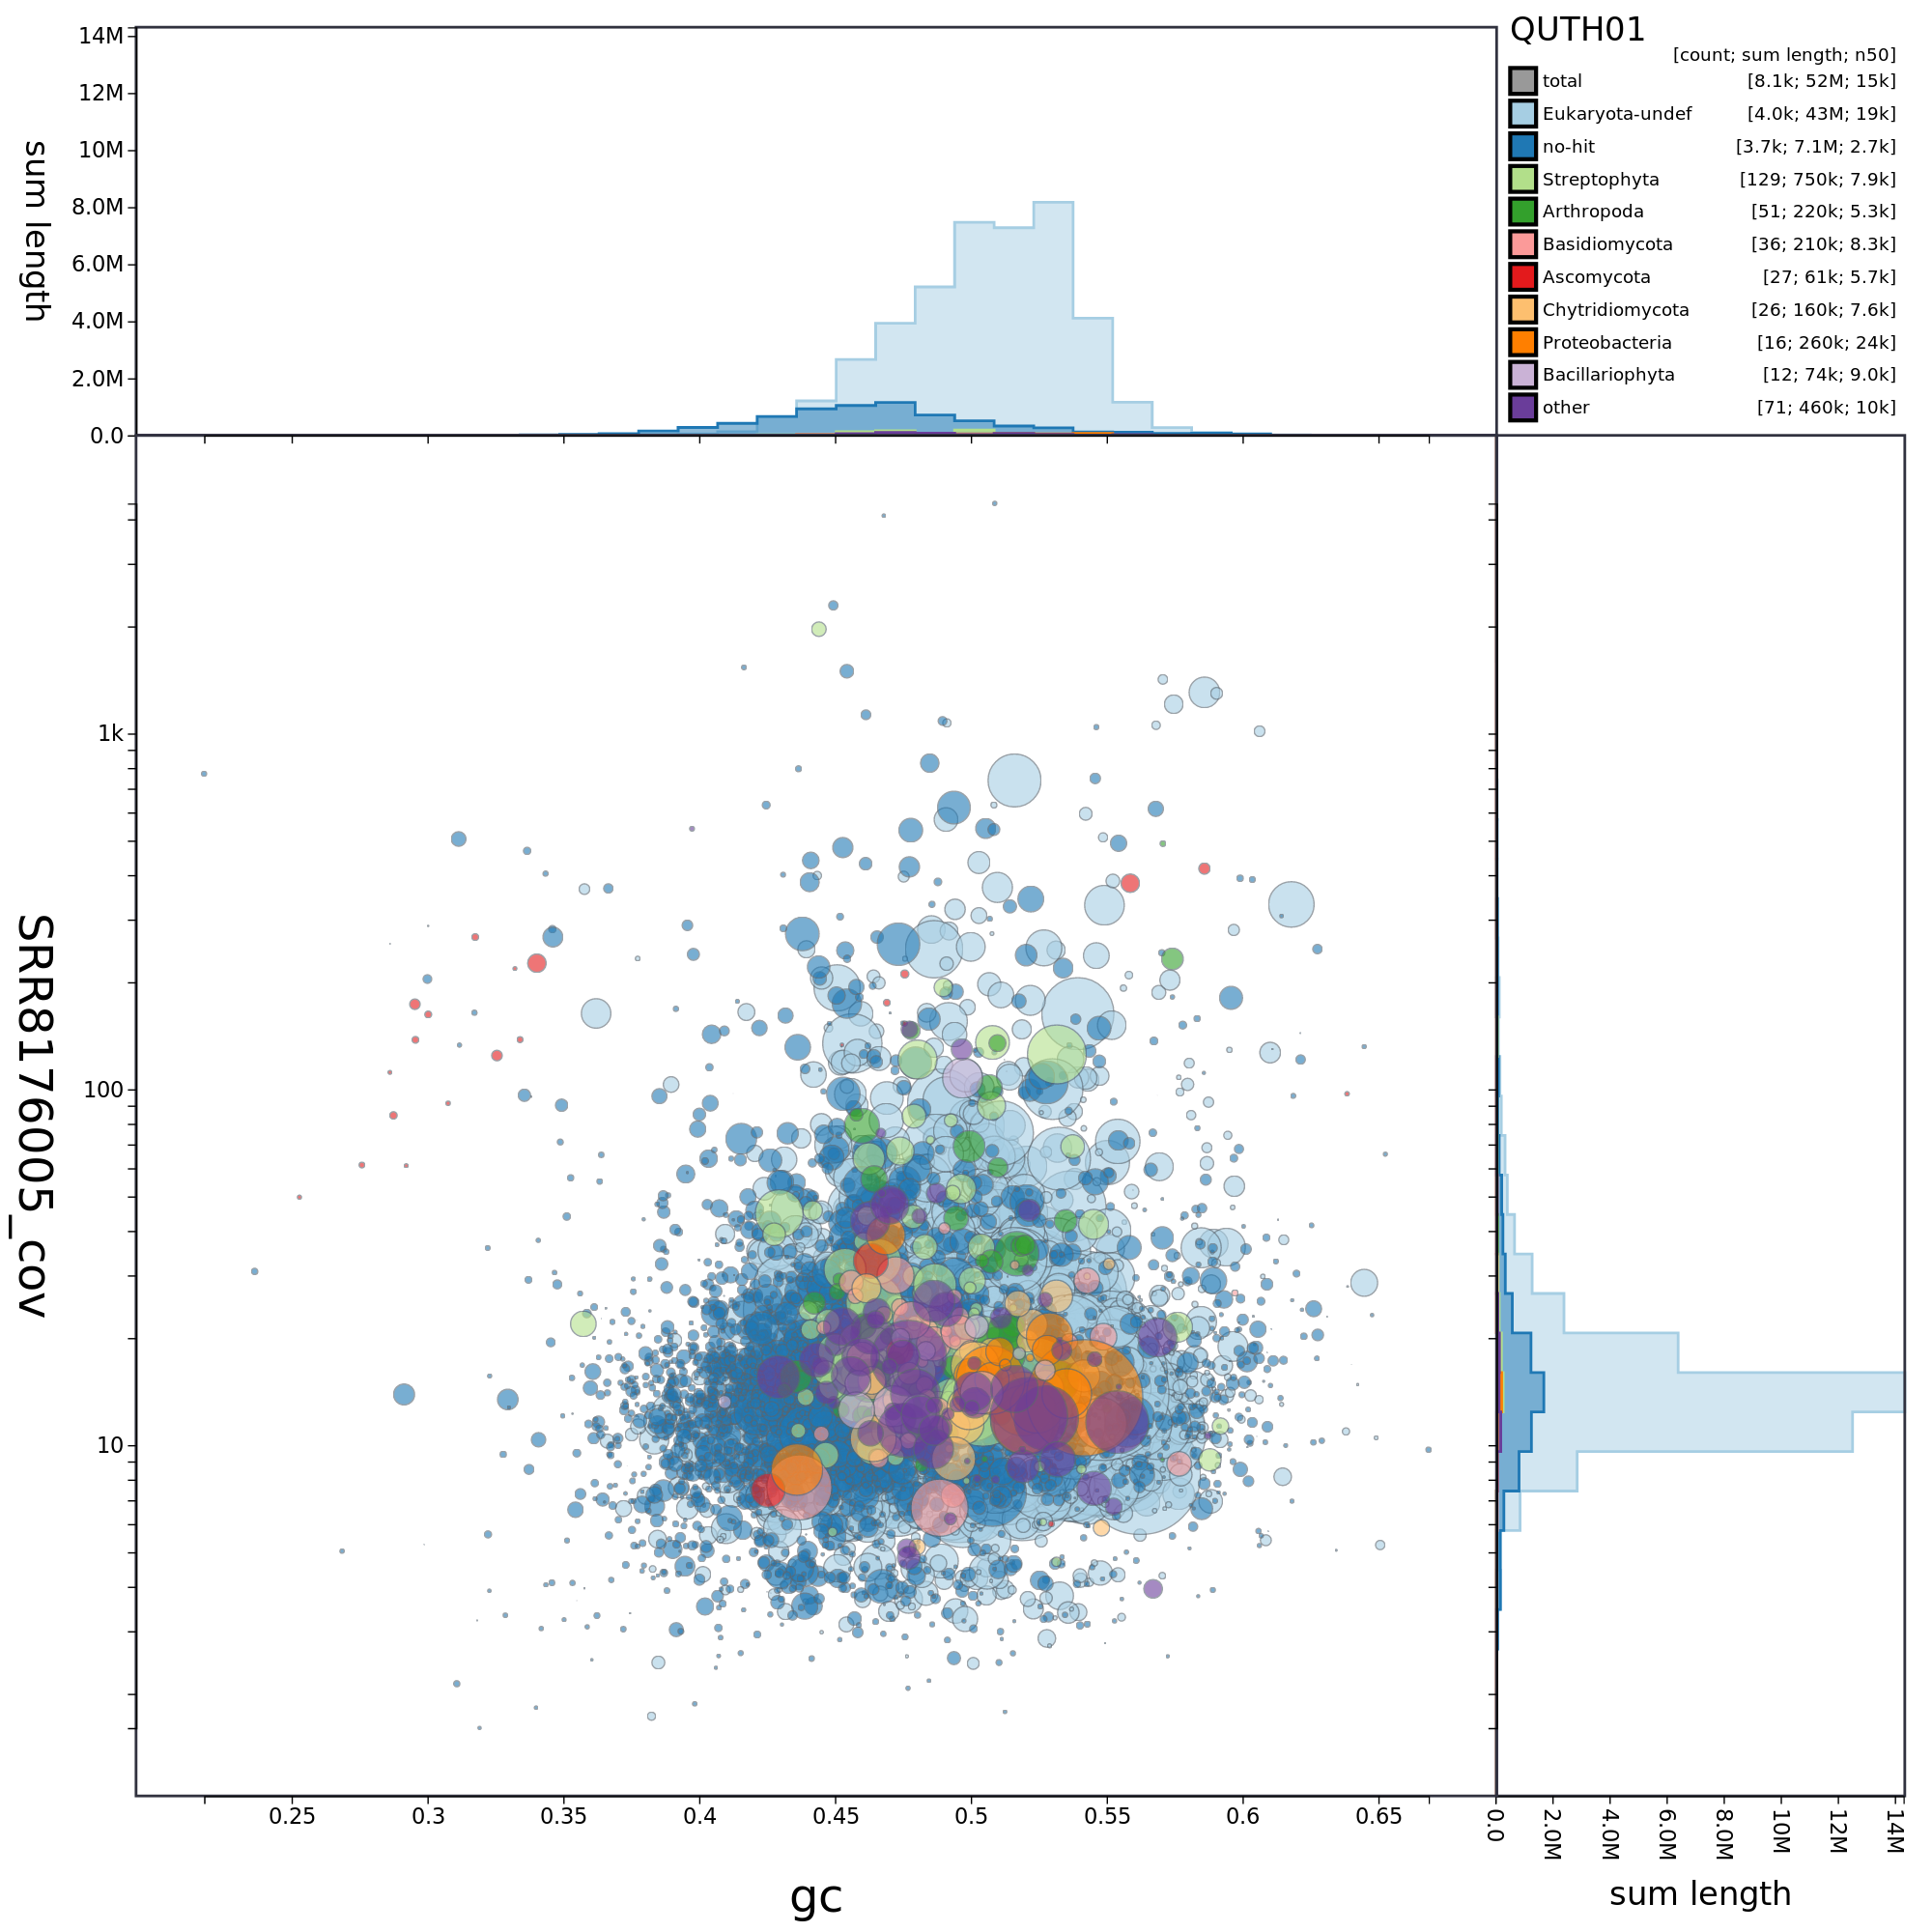 QUTH01
[count; sum length; n50]
total [8.1k; 52M; 15k]
Eukaryota-undef [4.0k; 43M; 19k]
no-hit [3.7k; 7.1M; 2.7k]
Streptophyta [129; 750k; 7.9k]
Arthropoda [51; 220k; 5.3k]
Basidiomycota [36; 210k; 8.3k]
Ascomycota [27; 61k; 5.7k]
Chytridiomycota [26; 160k; 7.6k]
Proteobacteria [16; 260k; 24k]
Bacillariophyta [12; 74k; 9.0k]
other [71; 460k; 10k]
sum length
14M
12M
10M
8.0M
6.0M
4.0M
2.0M
0.0
SRR8176005_cov
1k
100
10
0.25 0.3 0.35 0.4 0.45 0.5 0.55 0.6 0.65
gc
0.0 2.0M 4.0M 6.0M 8.0M 10M 12M 14M
sum length